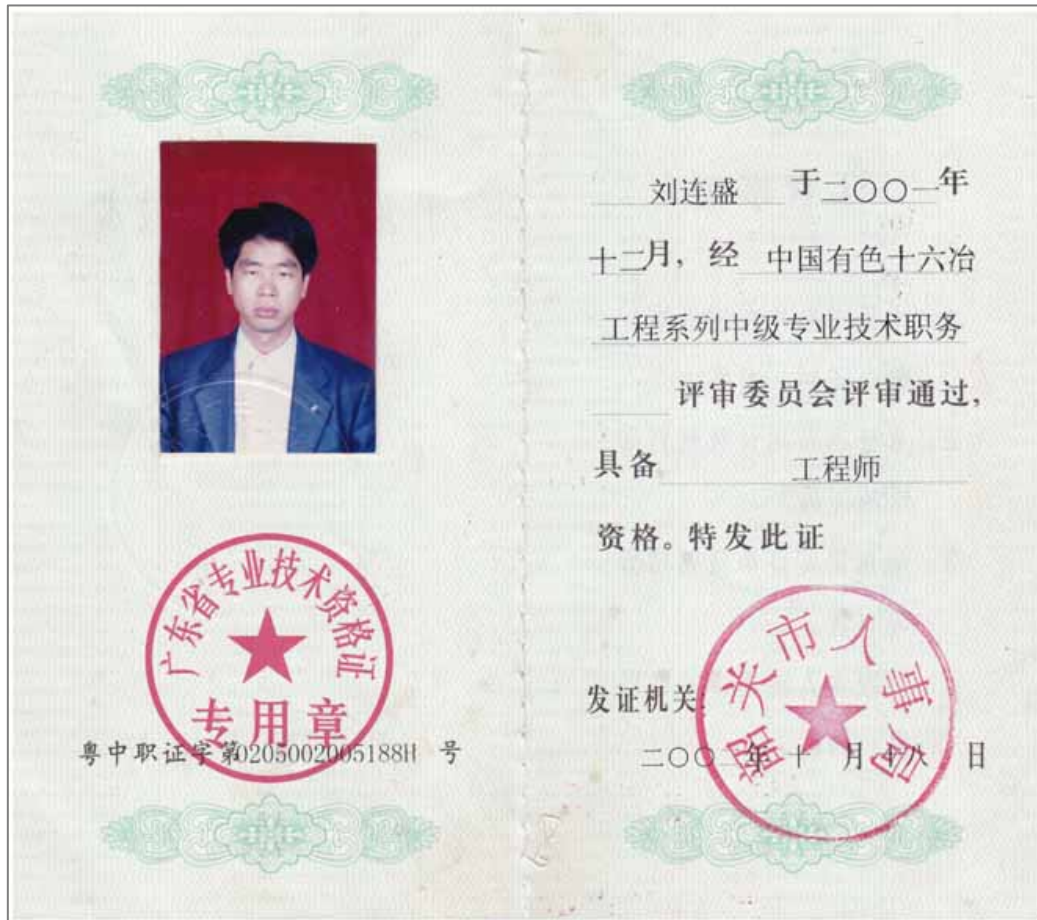 广东省专业技术资格证
专用章
粤中职证字第0205002005188H 号
刘连盛 于二〇〇一年
十二月，经 中国有色十六冶
工程系列中级专业技术职务
评审委员会评审通过，
具备 工程师
资格。特发此证
韶关市人事局
发证机关:
二〇〇 年 十 月 十八 日